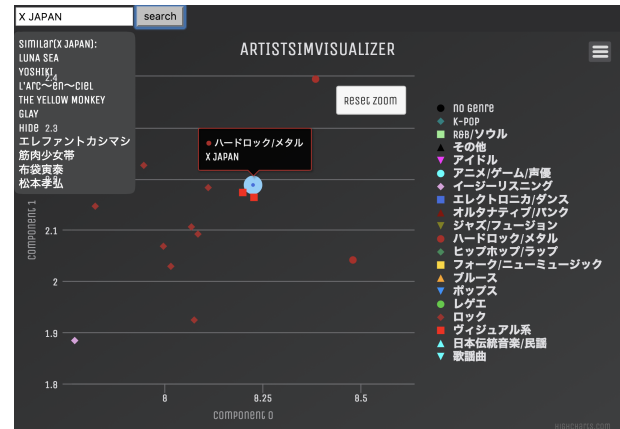 X JAPAN search
Similar(X JAPAN):
LUNA SEA
YOSHIKI
L'Arc〜en〜Ciel
THE YELLOW MONKEY
GLAY
HIDE
エレファントカシマシ
筋肉少女帯
布袋寅泰
松本孝弘
ARTISTSIMVISUALIZER
Reset zoom
ハードロック/メタル
X JAPAN
2.4
2.3
2.1
2
1.9
1.8
8 8.25 8.5
Component 1
Component 0
no genre
K-POP
R&B/ソウル
その他
アイドル
アニメ/ゲーム/声優
イージーリスニング
エレクトロニカ/ダンス
オルタナティブ/パンク
ジャズ/フュージョン
ハードロック/メタル
ヒップホップ/ラップ
フォーク/ニューミュージック
ブルース
ポップス
レゲエ
ロック
ヴィジュアル系
日本伝統音楽/民謡
歌謡曲
HIGHCHARTS.COM